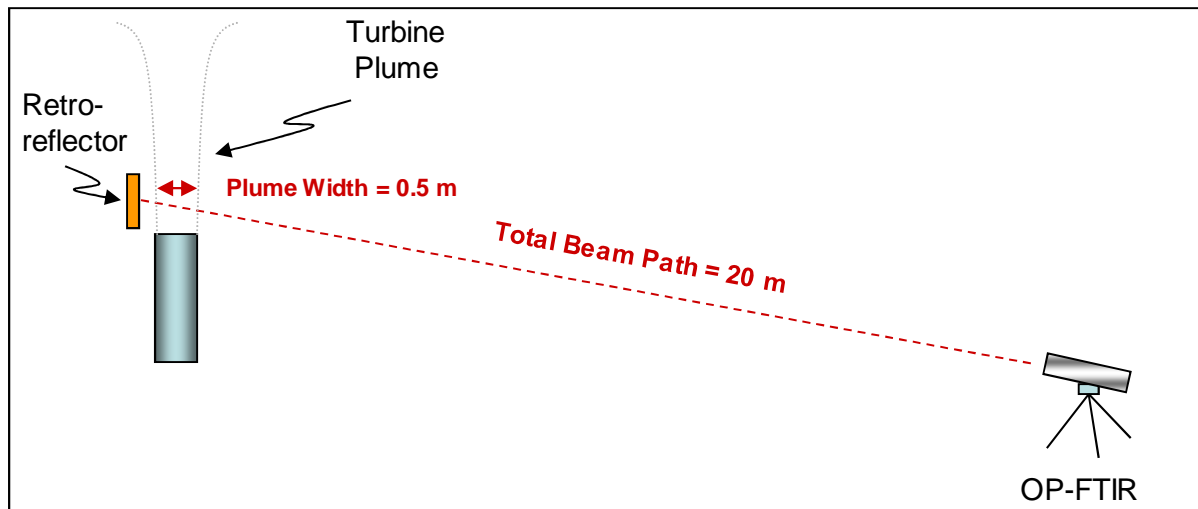 Turbine
Plume
Retro-
reflector
Plume Width = 0.5 m
Total Beam Path = 20 m
OP-FTIR